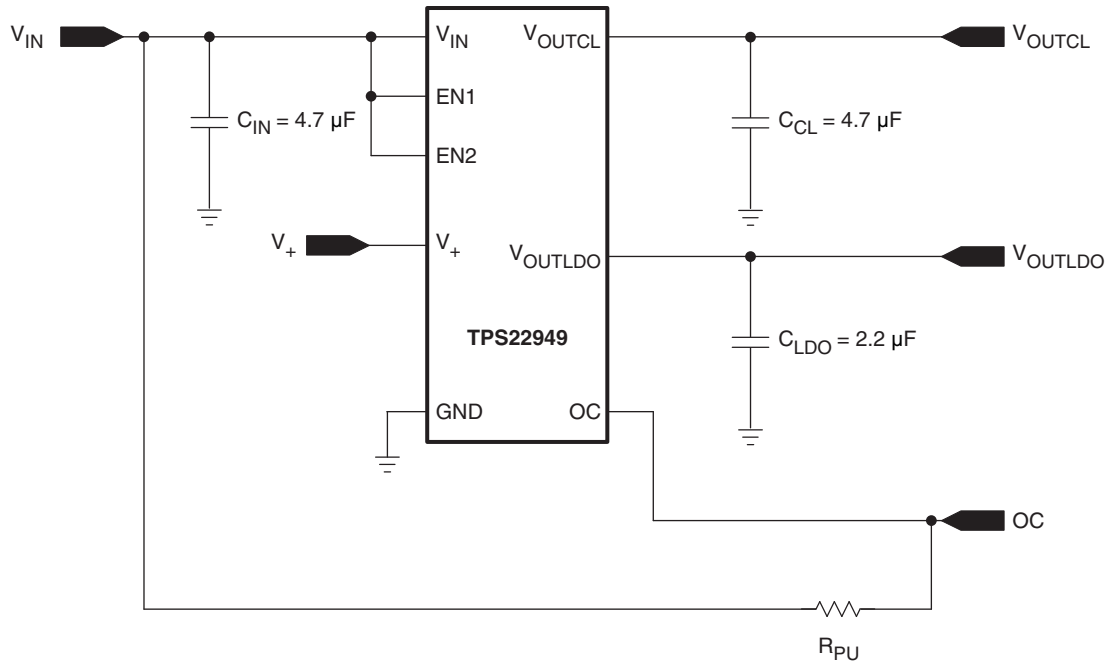 V_IN
V_IN
V_OUTCL
V_OUTCL
EN1
C_IN = 4.7 µF
C_CL = 4.7 µF
EN2
V_+
V_+
V_OUTLDO
V_OUTLDO
TPS22949
C_LDO = 2.2 µF
GND
OC
OC
R_PU